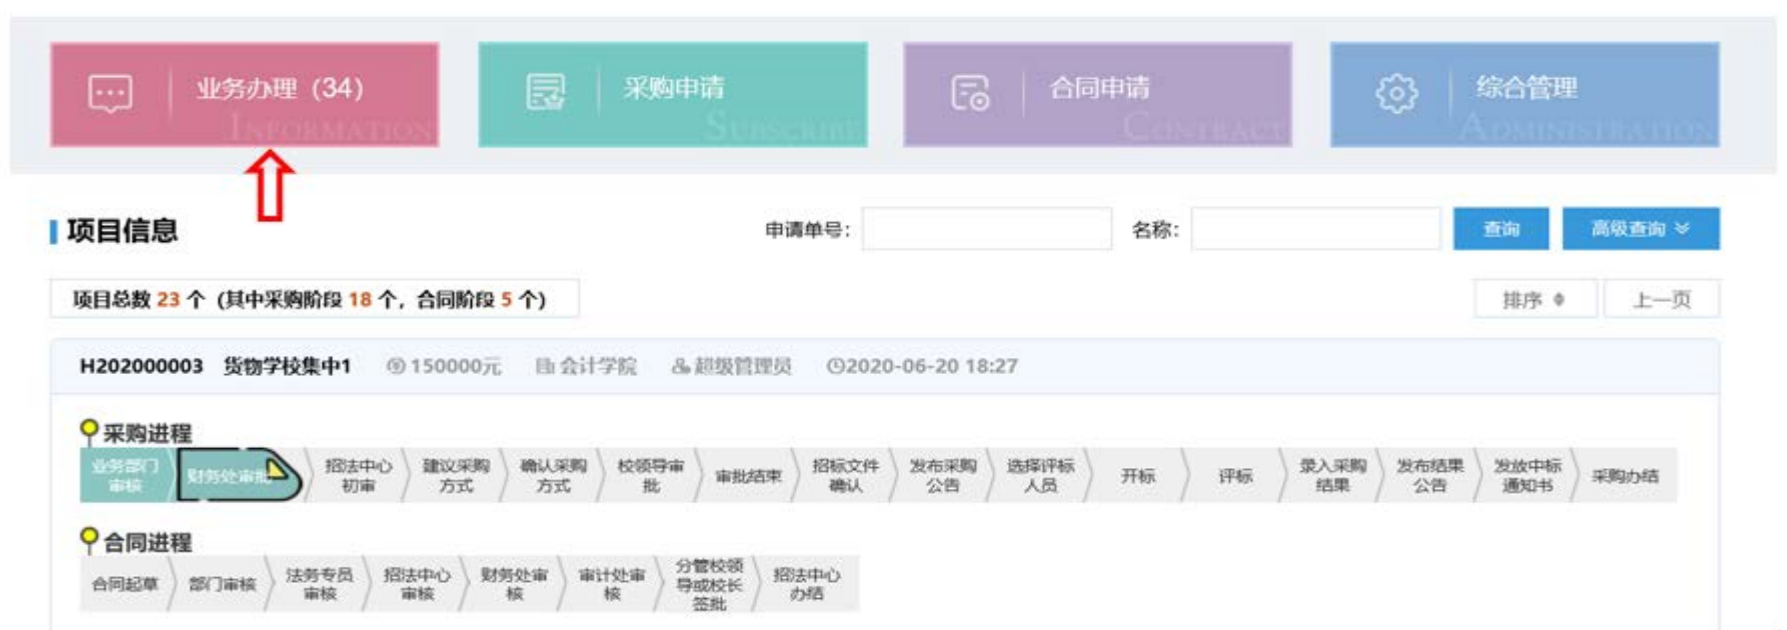 业务办理（34）
INFORMATION
采购申请
SUBSCRIBE
合同申请
CONTRACT
综合管理
ADMINISTRATION
项目信息
申请单号：
名称：
查询
高级查询
项目总数 23 个（其中采购阶段 18 个，合同阶段 5 个）
排序
上一页
H202000003 货物学校集中1 150000元 会计学院 超级管理员 2020-06-20 18:27
采购进程
业务部门
审核
财务处审批
招法中心
初审
建议采购
方式
确认采购
方式
校领导审
批
审批结束
招标文件
确认
发布采购
公告
选择评标
人员
开标
评标
录入采购
结果
发布结果
公告
发放中标
通知书
采购办结
合同进程
合同起草
部门审核
法务专员
审核
招法中心
审核
财务处审
核
审计处审
核
分管校领
导或校长
签批
招法中心
办结